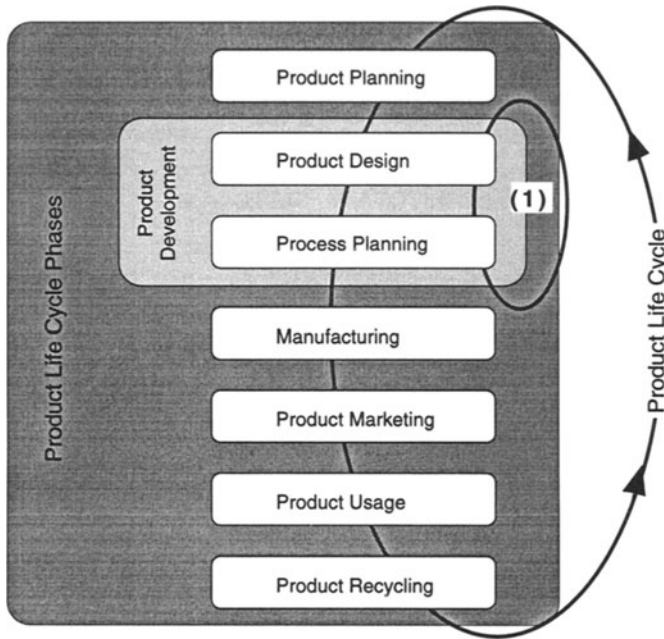 Product Life Cycle Phases
Product Planning
Product
Development
Product Design
Process Planning
(1)
Manufacturing
Product Marketing
Product Usage
Product Recycling
Product Life Cycle